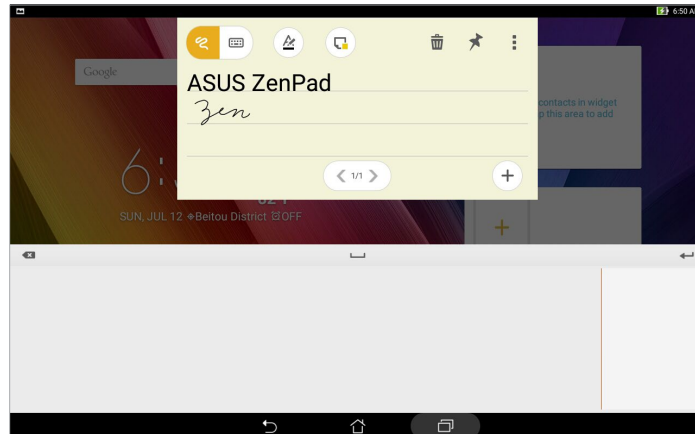 6:50 A
Google
ASUS ZenPad
zen
contacts in widget
p this area to add
1/1
6:
SUN, JUL 12 Beitou District OFF